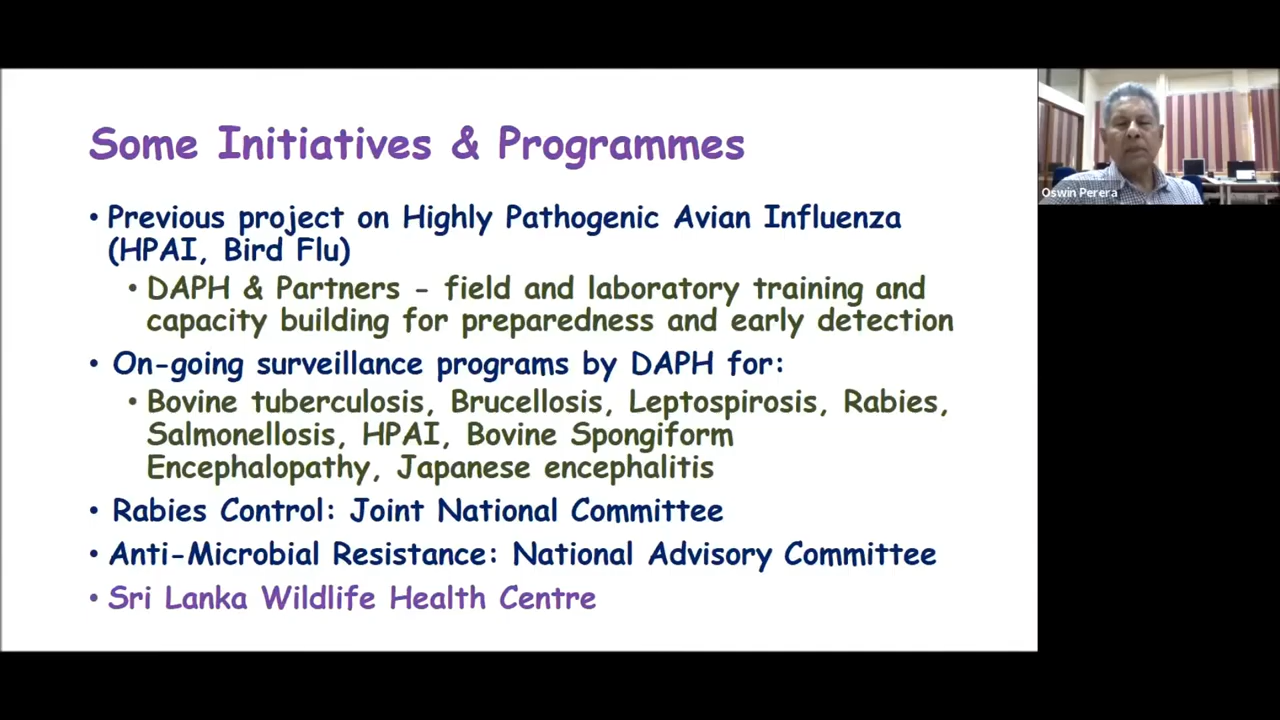 Some Initiatives & Programmes
• Previous project on Highly Pathogenic Avian Influenza
(HPAI, Bird Flu)
• DAPH & Partners – field and laboratory training and
capacity building for preparedness and early detection
• On-going surveillance programs by DAPH for:
• Bovine tuberculosis, Brucellosis, Leptospirosis, Rabies,
Salmonellosis, HPAI, Bovine Spongiform
Encephalopathy, Japanese encephalitis
• Rabies Control: Joint National Committee
• Anti-Microbial Resistance: National Advisory Committee
• Sri Lanka Wildlife Health Centre
Oswin Perera